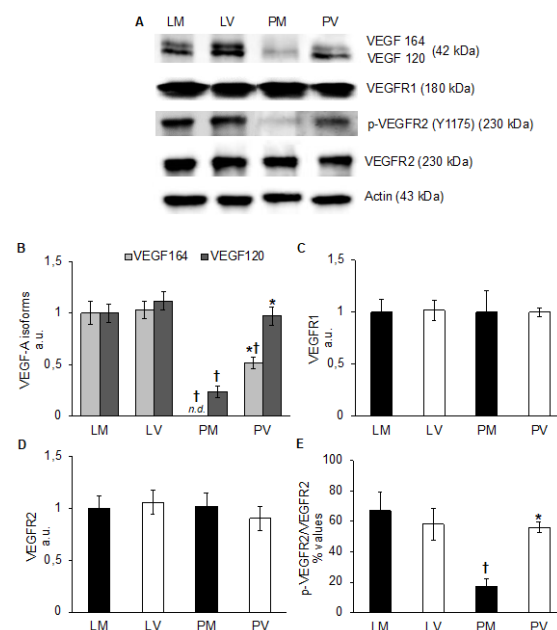 A LM LV PM PV
VEGF 164
VEGF 120 (42 kDa)
VEGFR1 (180 kDa)
p-VEGFR2 (Y1175) (230 kDa)
VEGFR2 (230 kDa)
Actin (43 kDa)
B
VEGF164 VEGF120
VEGF-A isoforms
a.u.
1,5
1
0,5
0
†
n.d.
†
*†
*
LM LV PM PV
C
VEGFR1
a.u.
1,5
1
0,5
0
LM LV PM PV
D
VEGFR2
a.u.
1,5
1
0,5
0
LM LV PM PV
E
p-VEGFR2/VEGFR2
% values
100
80
60
40
20
0
†
*
LM LV PM PV